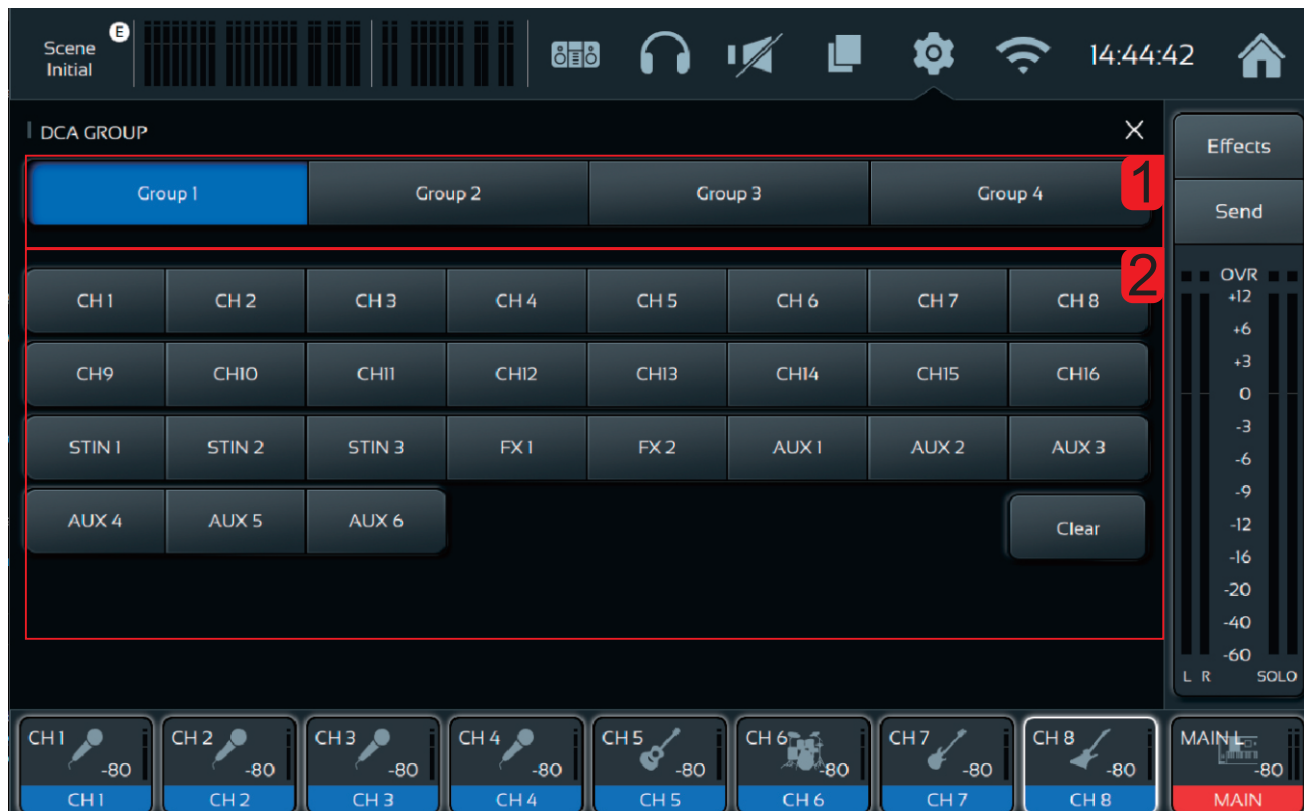 Scene E
Initial
14:44:42
DCA GROUP X
Group 1 Group 2 Group 3 Group 4 1
2
CH 1 CH 2 CH 3 CH 4 CH 5 CH 6 CH 7 CH 8
CH9 CH10 CH11 CH12 CH13 CH14 CH15 CH16
STIN 1 STIN 2 STIN 3 FX 1 FX 2 AUX 1 AUX 2 AUX 3
AUX 4 AUX 5 AUX 6 Clear
Effects
Send
OVR
+12
+6
+3
0
-3
-6
-9
-12
-16
-20
-40
-60
L R SOLO
CH 1 CH 2 CH 3 CH 4 CH 5 CH 6 CH 7 CH 8 MAIN L
-80 -80 -80 -80 -80 -80 -80 -80 -80
CH 1 CH 2 CH 3 CH 4 CH 5 CH 6 CH 7 CH 8 MAIN